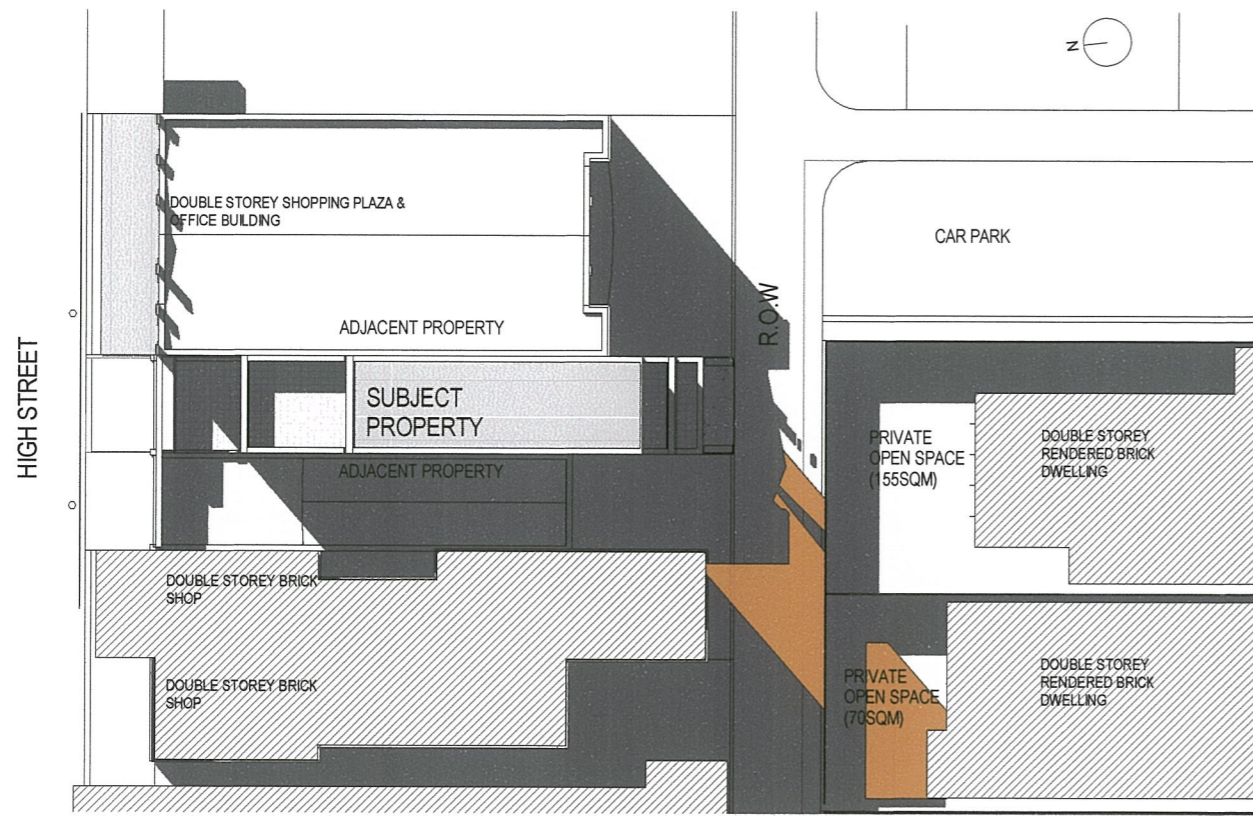 N
DOUBLE STOREY SHOPPING PLAZA &
OFFICE BUILDING
CAR PARK
R.O.W
ADJACENT PROPERTY
HIGH STREET
SUBJECT
PROPERTY
ADJACENT PROPERTY
PRIVATE
OPEN SPACE
(155SQM)
DOUBLE STOREY
RENDERED BRICK
DWELLING
DOUBLE STOREY BRICK
SHOP
DOUBLE STOREY BRICK
SHOP
PRIVATE
OPEN SPACE
(70SQM)
DOUBLE STOREY
RENDERED BRICK
DWELLING